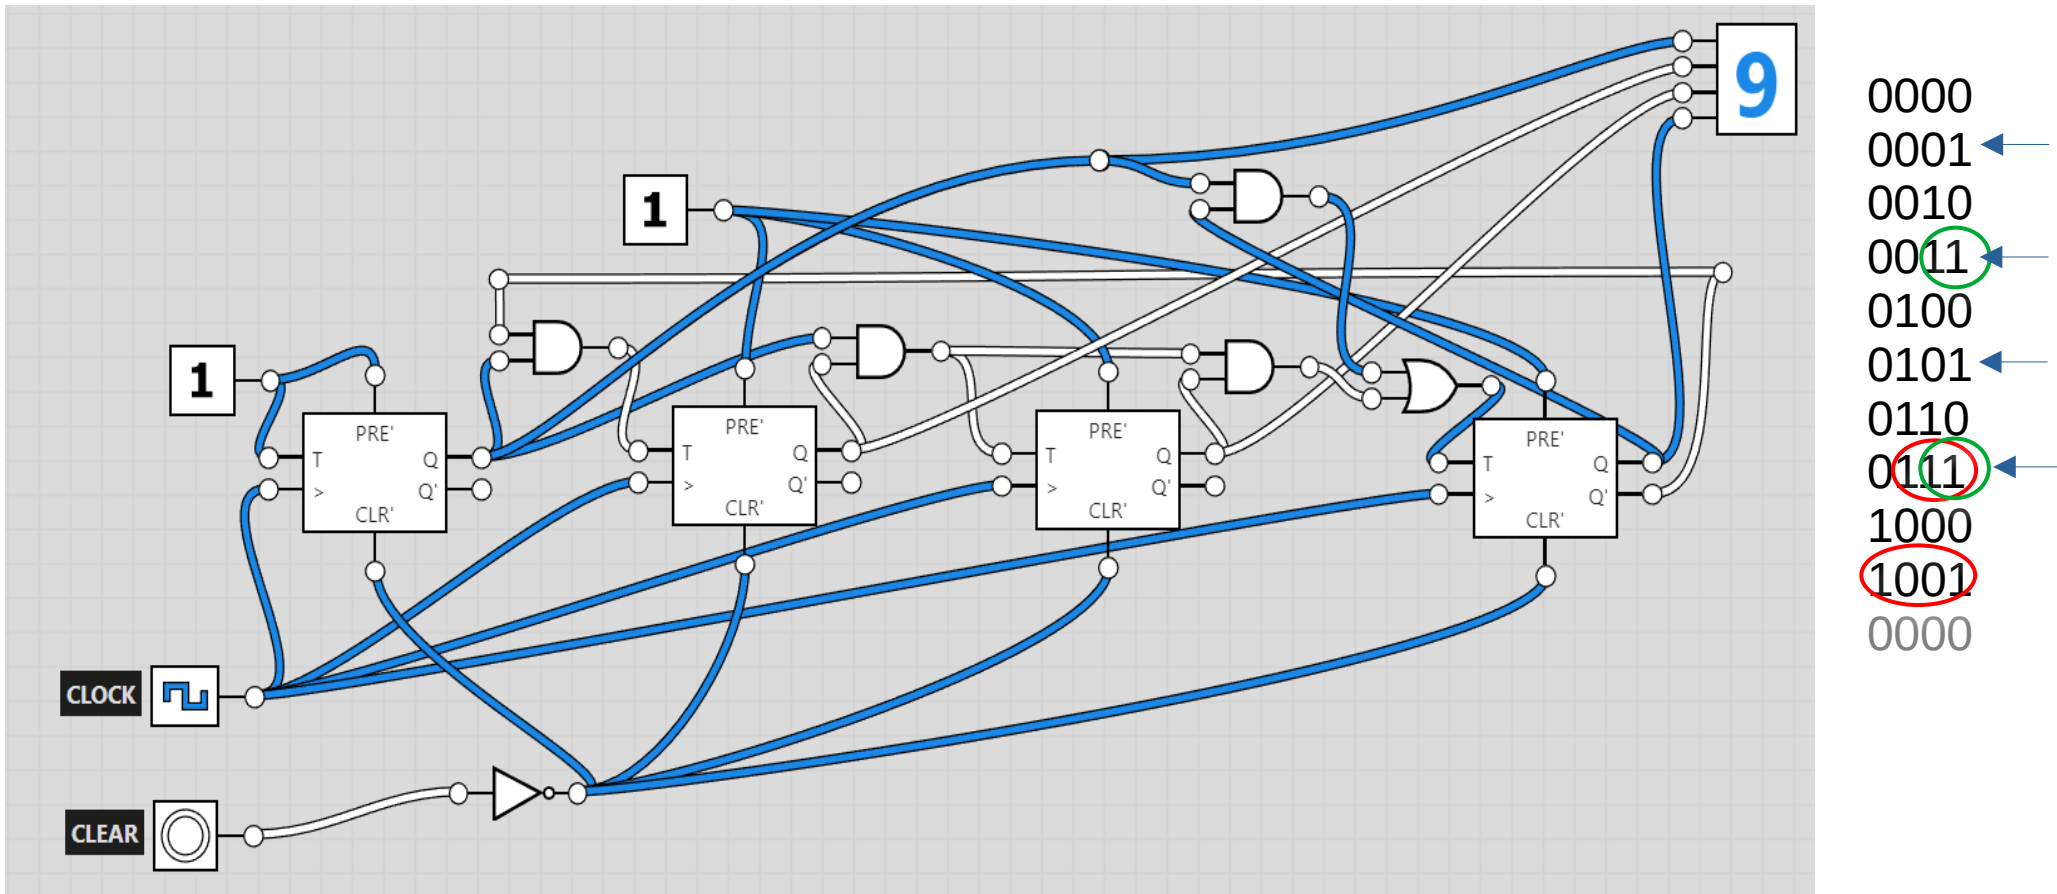 9
1
1
PRE'
T Q
> Q'
CLR'
PRE'
T Q
> Q'
CLR'
PRE'
T Q
> Q'
CLR'
PRE'
T Q
> Q'
CLR'
CLOCK
CLEAR
0000
0001
0010
0011
0100
0101
0110
0111
1000
1001
0000